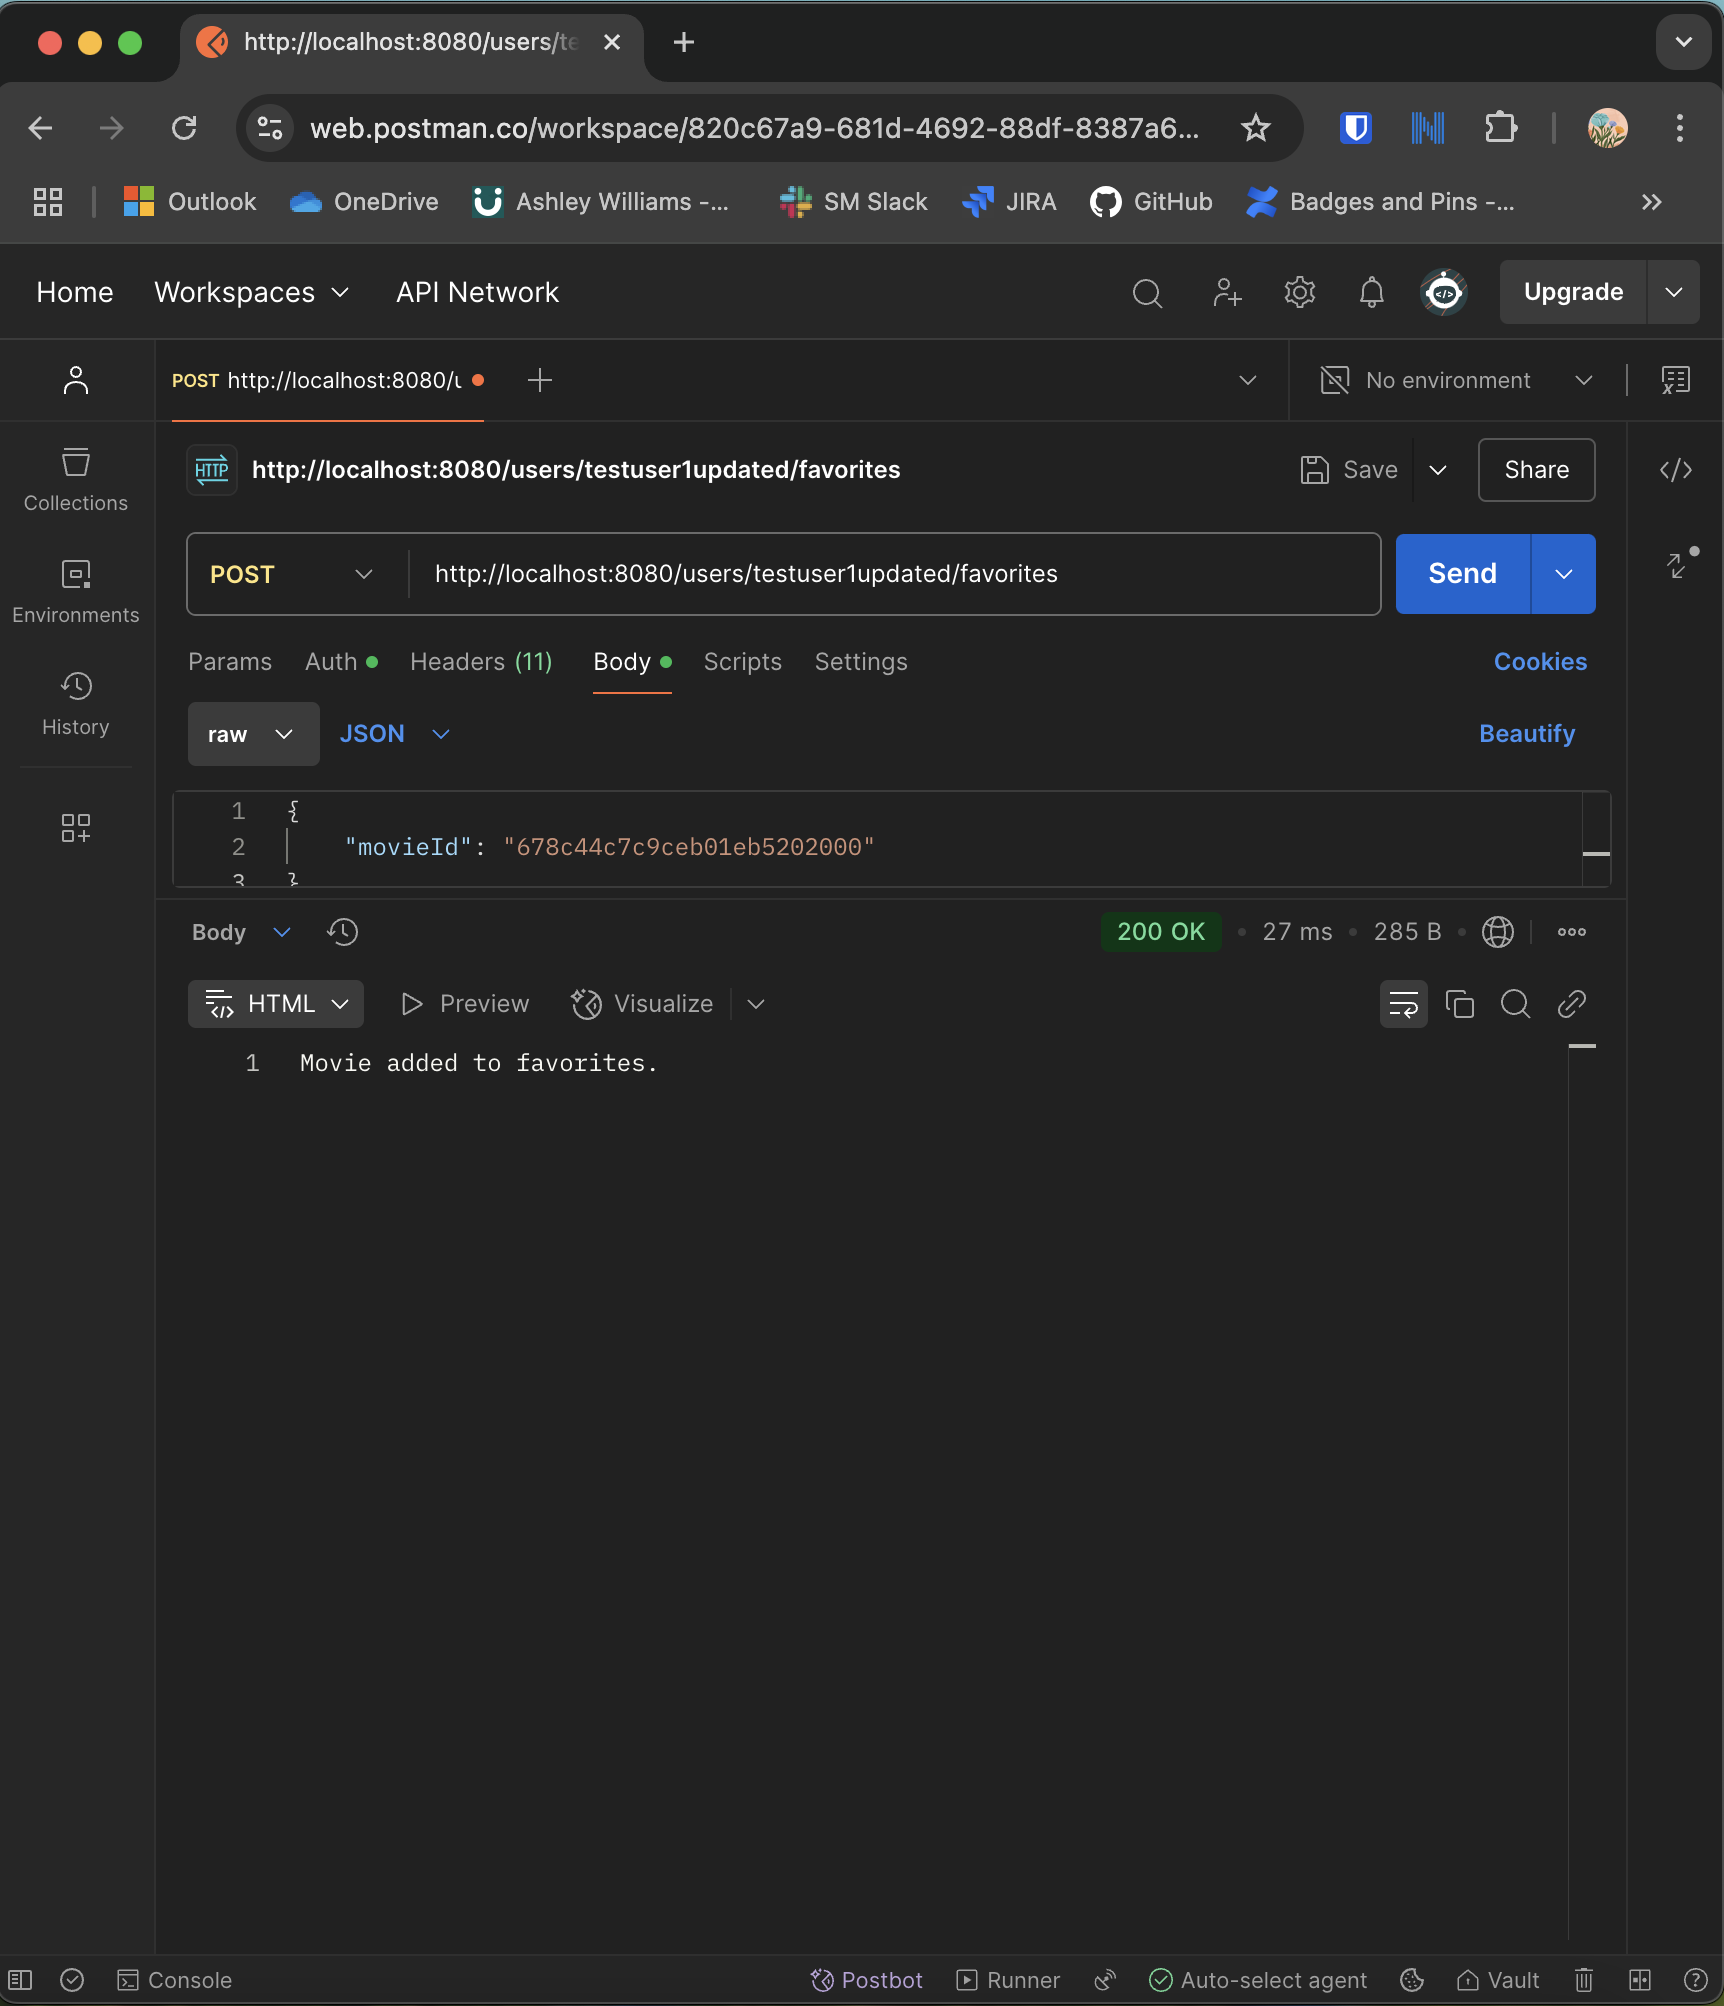 http://localhost:8080/users/te
web.postman.co/workspace/820c67a9-681d-4692-88df-8387a6...
Outlook
OneDrive
Ashley Williams -...
SM Slack
JIRA
GitHub
Badges and Pins -...
Home
Workspaces
API Network
Upgrade
POST http://localhost:8080/u
No environment
Collections
Environments
History
HTTP
http://localhost:8080/users/testuser1updated/favorites
Save
Share
POST
http://localhost:8080/users/testuser1updated/favorites
Send
Params
Auth
Headers (11)
Body
Scripts
Settings
Cookies
raw
JSON
Beautify
1 {
2 "movieId": "678c44c7c9ceb01eb5202000"
3 }
Body
200 OK
27 ms
285 B
HTML
Preview
Visualize
1 Movie added to favorites.
Console
Postbot
Runner
Auto-select agent
Vault